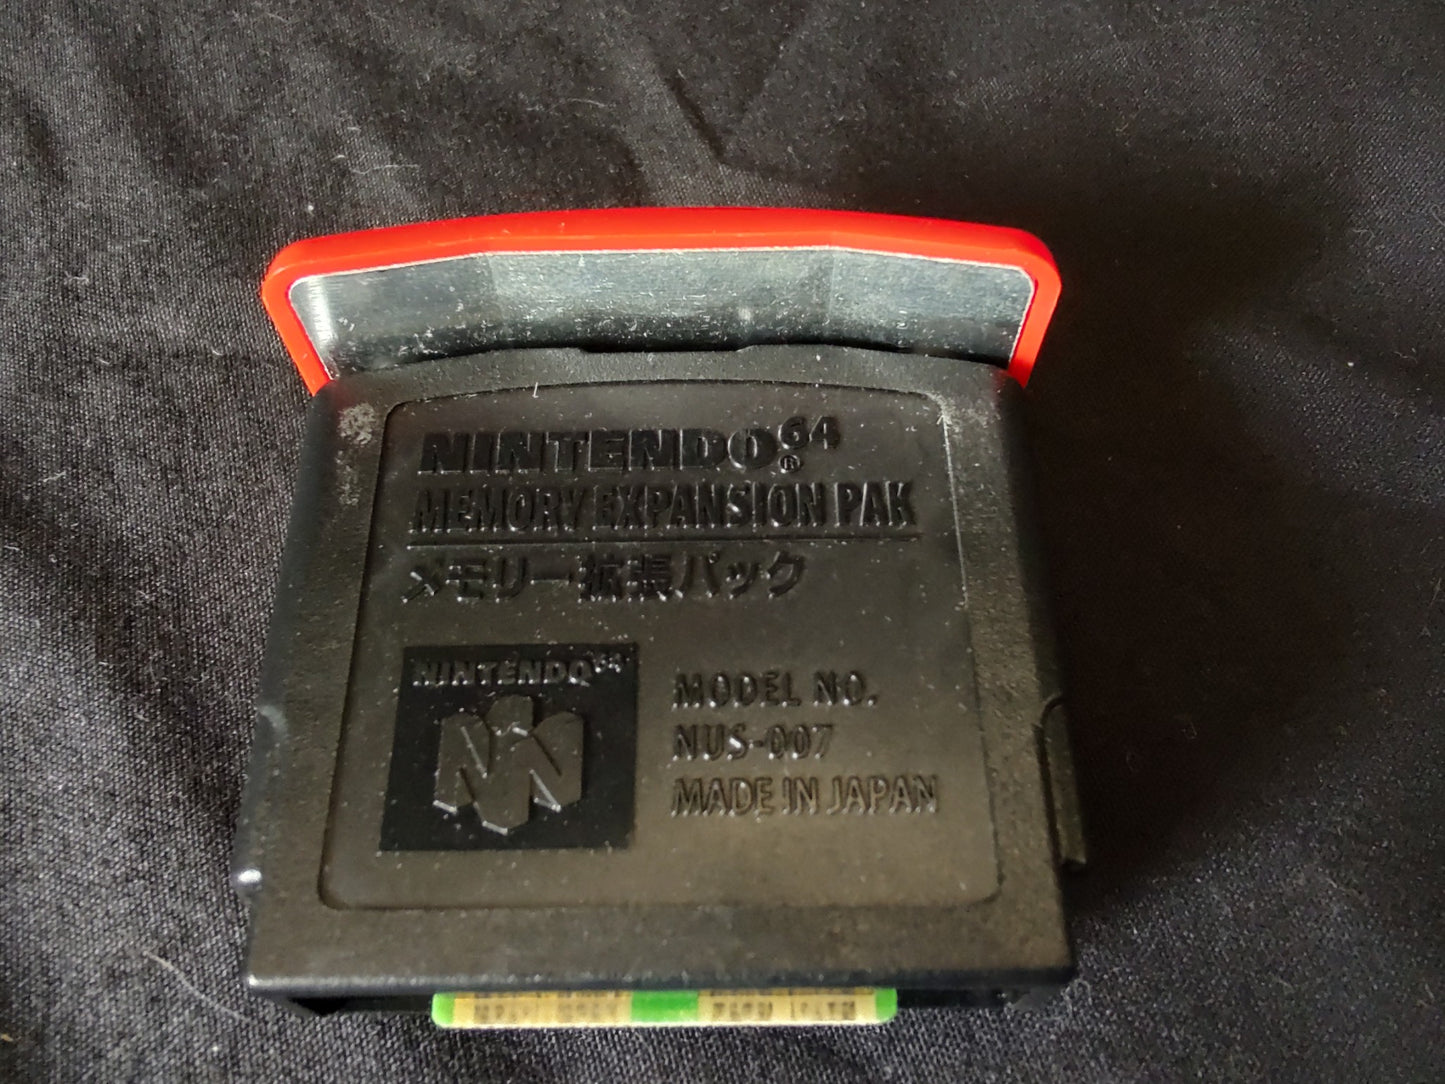 NINTENDO64®
MEMORY EXPANSION PAK
メモリー拡張パック
NINTENDO64
MODEL NO.
NUS-007
MADE IN JAPAN